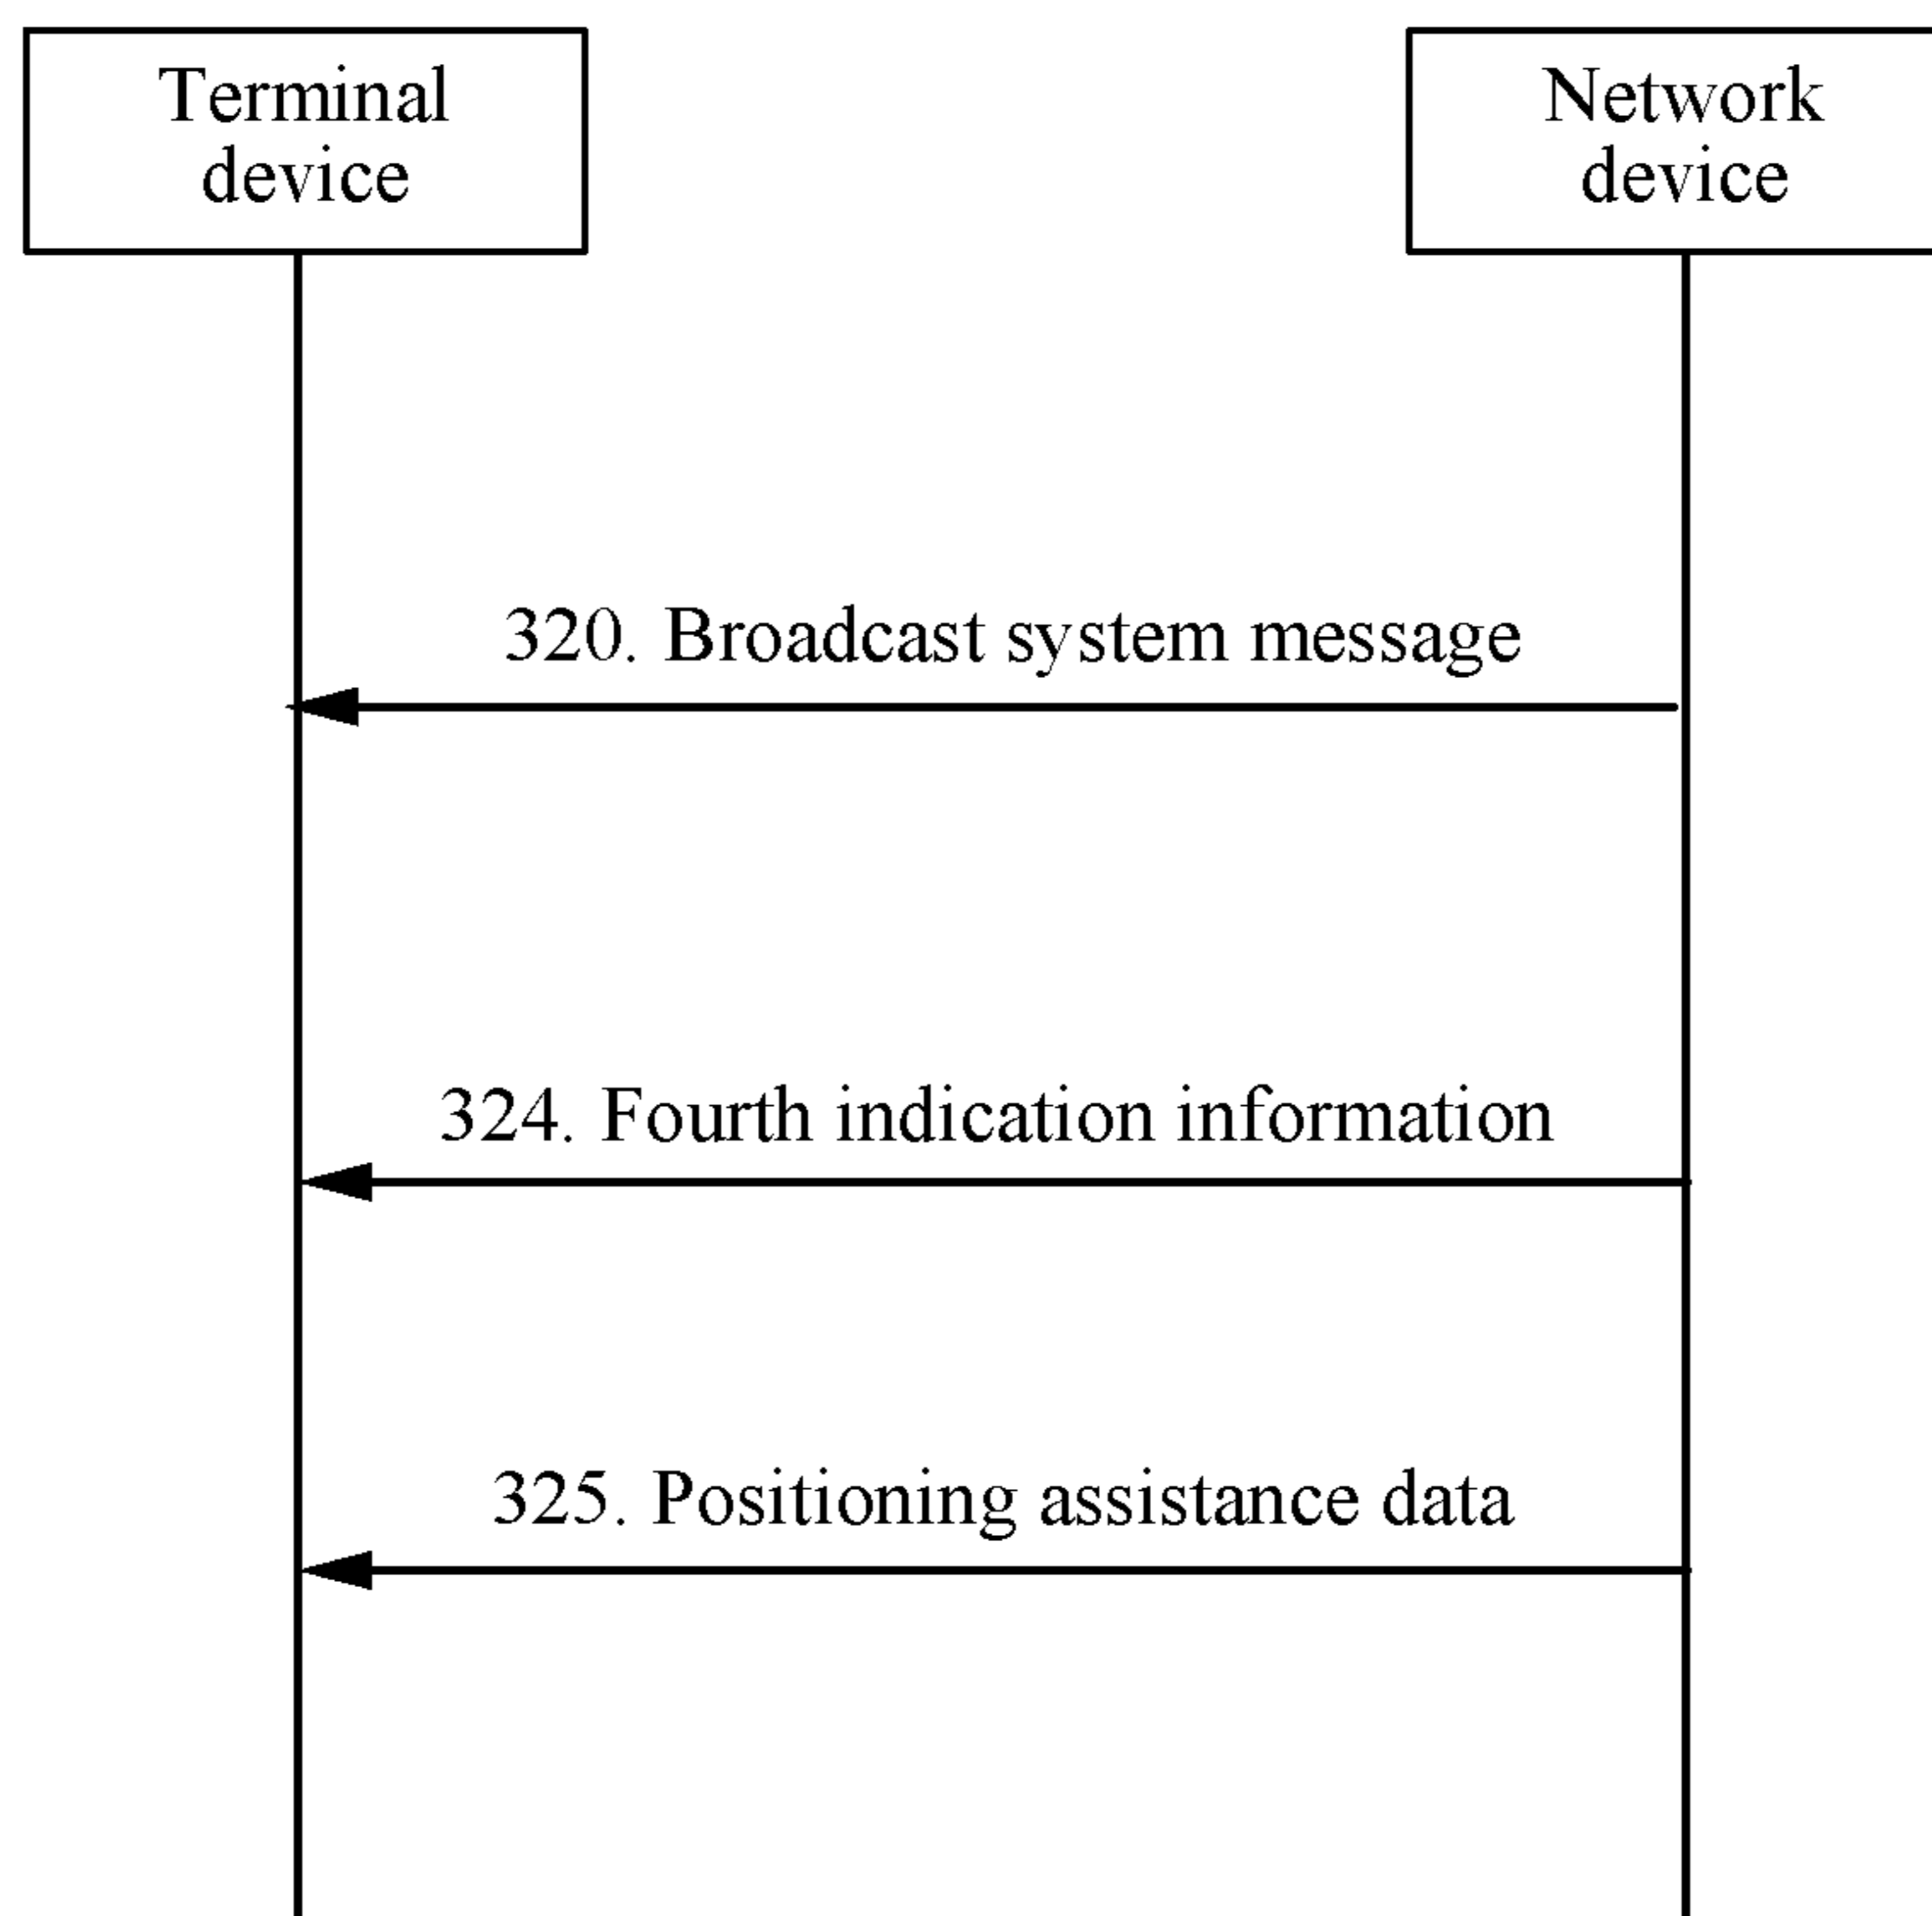 Terminal
device
Network
device
320. Broadcast system message
324. Fourth indication information
325. Positioning assistance data